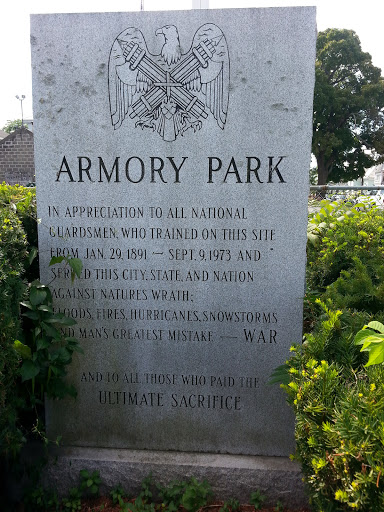 ARMORY PARK
IN APPRECIATION TO ALL NATIONAL
GUARDSMEN, WHO TRAINED ON THIS SITE
FROM JAN. 29, 1891 — SEPT. 9, 1973 AND
SERVED THIS CITY, STATE, AND NATION
AGAINST NATURES WRATH;
FLOODS, FIRES, HURRICANES, SNOWSTORMS
AND MAN'S GREATEST MISTAKE — WAR
AND TO ALL THOSE WHO PAID THE
ULTIMATE SACRIFICE